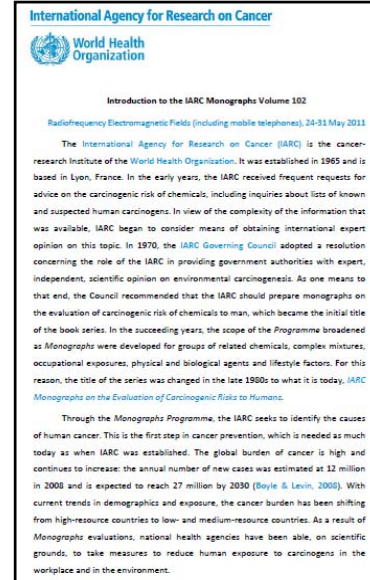 International Agency for Research on Cancer
World Health
Organization
Introduction to the IARC Monographs Volume 102
Radiofrequency Electromagnetic Fields (including mobile telephones), 24-31 May 2011
The International Agency for Research on Cancer (IARC) is the cancer-
research Institute of the World Health Organization. It was established in 1965 and is
based in Lyon, France. In the early years, the IARC received frequent requests for
advice on the carcinogenic risk of chemicals, including inquiries about lists of known
and suspected human carcinogens. In view of the complexity of the information that
was available, IARC began to consider means of obtaining international expert
opinion on this topic. In 1970, the IARC Governing Council adopted a resolution
concerning the role of the IARC in providing government authorities with expert,
independent, scientific opinion on environmental carcinogenesis. As one means to
that end, the Council recommended that the IARC should prepare monographs on
the evaluation of carcinogenic risk of chemicals to man, which became the initial title
of the book series. In the succeeding years, the scope of the Programme broadened
as Monographs were developed for groups of related chemicals, complex mixtures,
occupational exposures, physical and biological agents and lifestyle factors. For this
reason, the title of the series was changed in the late 1980s to what it is today, IARC
Monographs on the Evaluation of Carcinogenic Risks to Humans.
Through the Monographs Programme, the IARC seeks to identify the causes
of human cancer. This is the first step in cancer prevention, which is needed as much
today as when IARC was established. The global burden of cancer is high and
continues to increase: the annual number of new cases was estimated at 12 million
in 2008 and is expected to reach 27 million by 2030 (Boyle & Levin, 2008). With
current trends in demographics and exposure, the cancer burden has been shifting
from high-resource countries to low- and medium-resource countries. As a result of
Monographs evaluations, national health agencies have been able, on scientific
grounds, to take measures to reduce human exposure to carcinogens in the
workplace and in the environment.